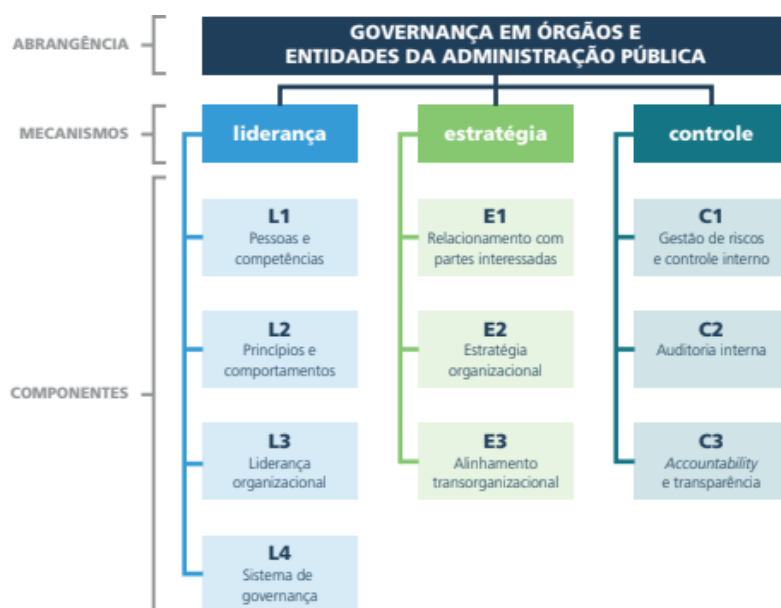 ABRANGÊNCIA
GOVERNANÇA EM ÓRGÃOS E
ENTIDADES DA ADMINISTRAÇÃO PÚBLICA
MECANISMOS
liderança
estratégia
controle
COMPONENTES
L1
Pessoas e
competências
L2
Princípios e
comportamentos
L3
Liderança
organizacional
L4
Sistema de
governança
E1
Relacionamento com
partes interessadas
E2
Estratégia
organizacional
E3
Alinhamento
transorganizacional
C1
Gestão de riscos
e controle interno
C2
Auditoria interna
C3
Accountability
e transparência